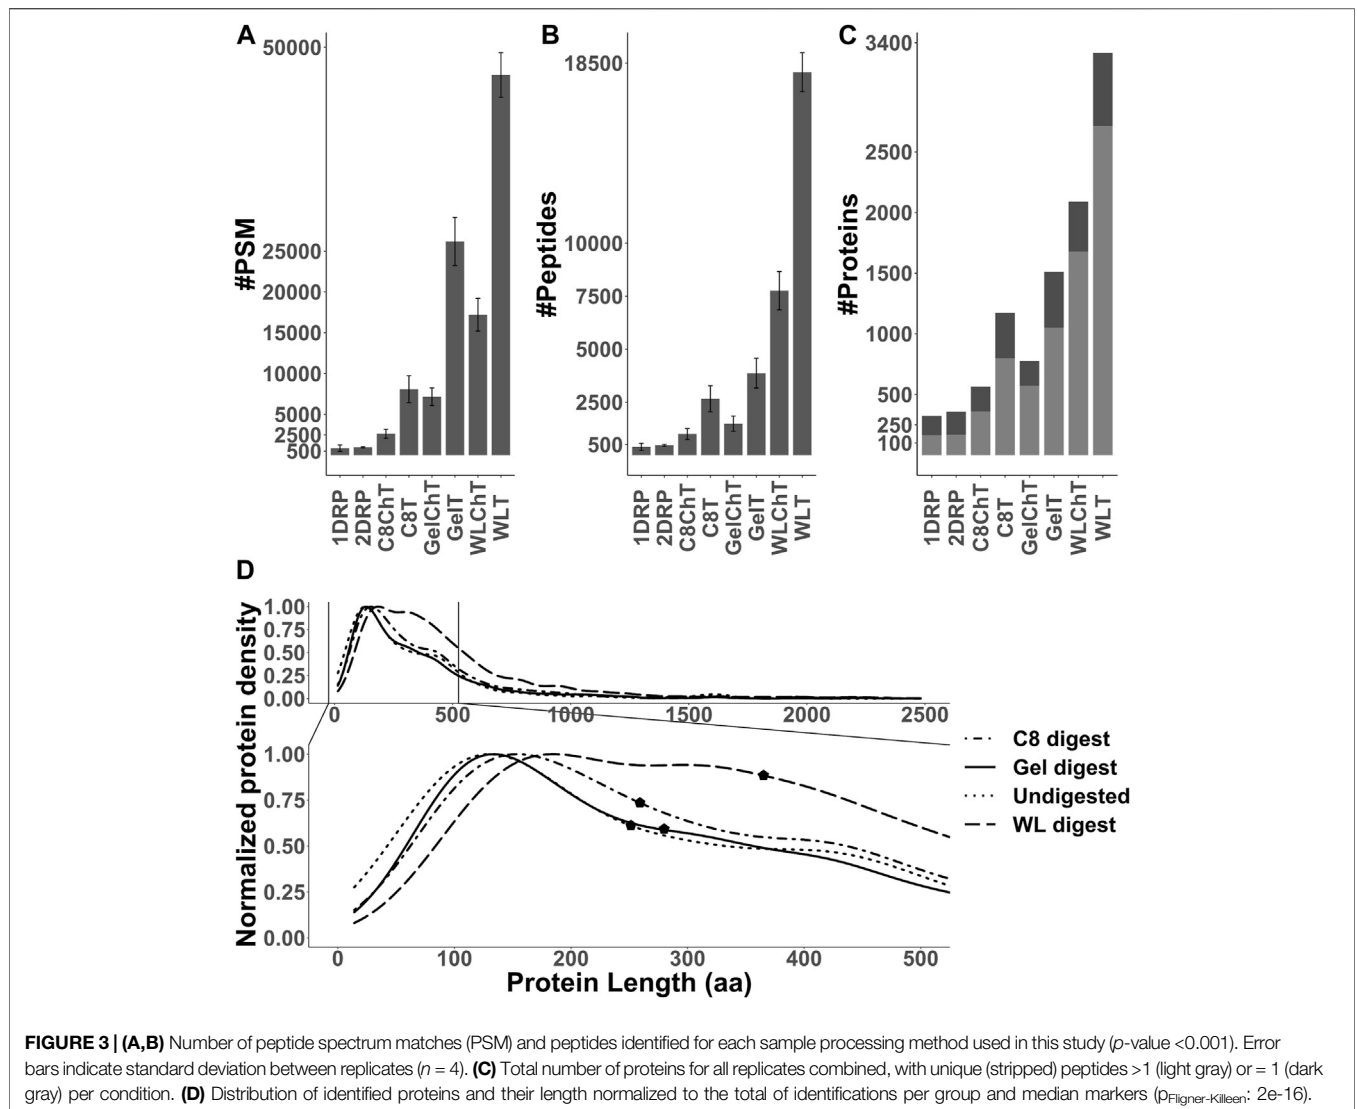 A
50000
25000
20000
15000
10000
5000
2500
500
#PSM
1DRP
2DRP
C8ChT
C8T
GelChT
GelT
WLChT
WLT
B
18500
10000
7500
5000
2500
500
#Peptides
1DRP
2DRP
C8ChT
C8T
GelChT
GelT
WLChT
WLT
C
3400
2500
2000
1500
1000
500
250
100
#Proteins
1DRP
2DRP
C8ChT
C8T
GelChT
GelT
WLChT
WLT
D
Normalized protein density
1.00
0.75
0.50
0.25
0.00
0 500 1000 1500 2000 2500
1.00
0.75
0.50
0.25
0.00
0 100 200 300 400 500
Protein Length (aa)
C8 digest
Gel digest
Undigested
WL digest
FIGURE 3 | (A,B) Number of peptide spectrum matches (PSM) and peptides identified for each sample processing method used in this study (p-value <0.001). Error
bars indicate standard deviation between replicates (n = 4). (C) Total number of proteins for all replicates combined, with unique (stripped) peptides >1 (light gray) or = 1 (dark
gray) per condition. (D) Distribution of identified proteins and their length normalized to the total of identifications per group and median markers (pFligner-Killeen: 2e-16).